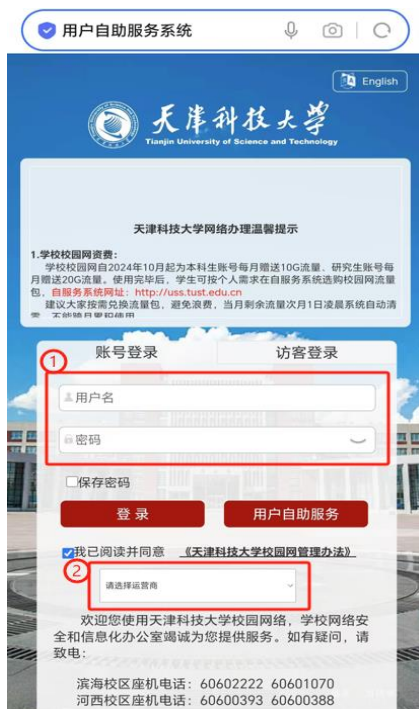 用户自助服务系统
English
天津科技大学
Tianjin University of Science and Technology
天津科技大学网络办理温馨提示
1.学校校园网资费：
学校校园网自2024年10月起为本科生账号每月赠送10G流量、研究生账号每
月赠送20G流量。使用完毕后，学生可按个人需求在自服务系统选购校园网流量
包，自服务系统网址：http://uss.tust.edu.cn
建议大家按需兑换流量包，避免浪费，当月剩余流量次月1日凌晨系统自动清
零，不能跨月累积使用
账号登录
访客登录
①
用户名
密码
保存密码
登 录
用户自助服务
我已阅读并同意 《天津科技大学校园网管理办法》
②
请选择运营商
欢迎您使用天津科技大学校园网络，学校网络安
全和信息化办公室竭诚为您提供服务。如有疑问，请
致电：
滨海校区座机电话：60602222 60601070
河西校区座机电话：60600393 60600388